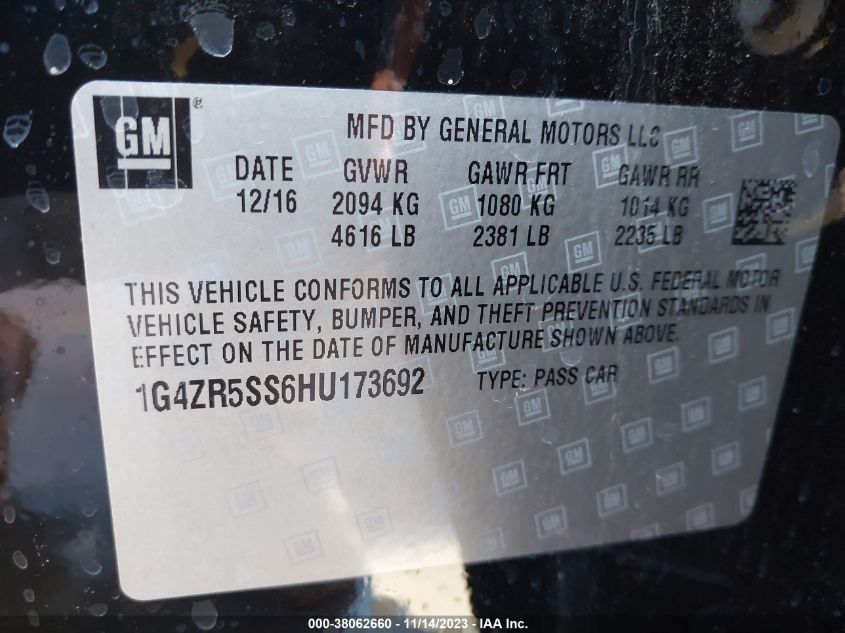 GM ®
MFD BY GENERAL MOTORS LLC
DATE GVWR GAWR FRT GAWR RR
12/16 2094 KG 1080 KG 1014 KG
4616 LB 2381 LB 2235 LB
THIS VEHICLE CONFORMS TO ALL APPLICABLE U.S. FEDERAL MOTOR
VEHICLE SAFETY, BUMPER, AND THEFT PREVENTION STANDARDS IN
EFFECT ON THE DATE OF MANUFACTURE SHOWN ABOVE.
1G4ZR5SS6HU173692 TYPE: PASS CAR
000-38062660 - 11/14/2023 - IAA Inc.